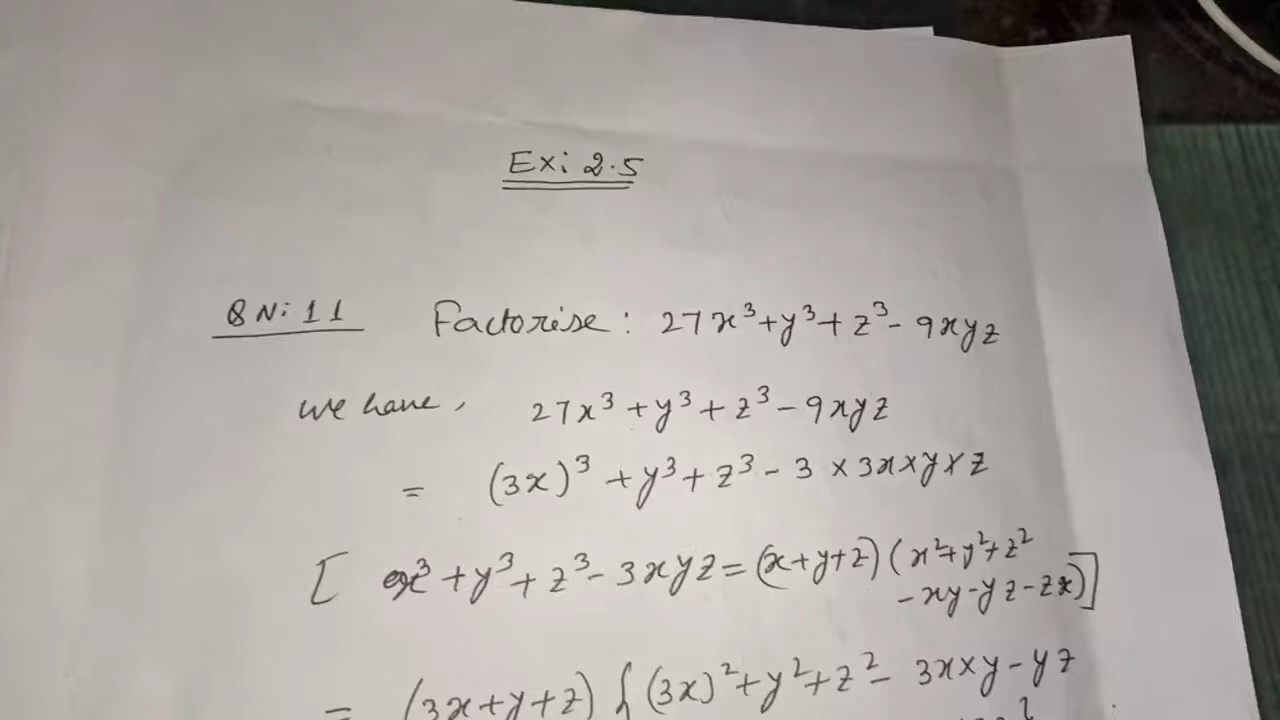 Ex: 2.5
Q N: 11 Factorise: 27x³+y³+z³-9xyz
we have, 27x³+y³+z³-9xyz
= (3x)³+y³+z³-3×3x×y×z
[ x³+y³+z³-3xyz=(x+y+z)(x²+y²+z²
-xy-yz-zx)]
= (3x+y+z){(3x)²+y²+z²-3x×y-yz